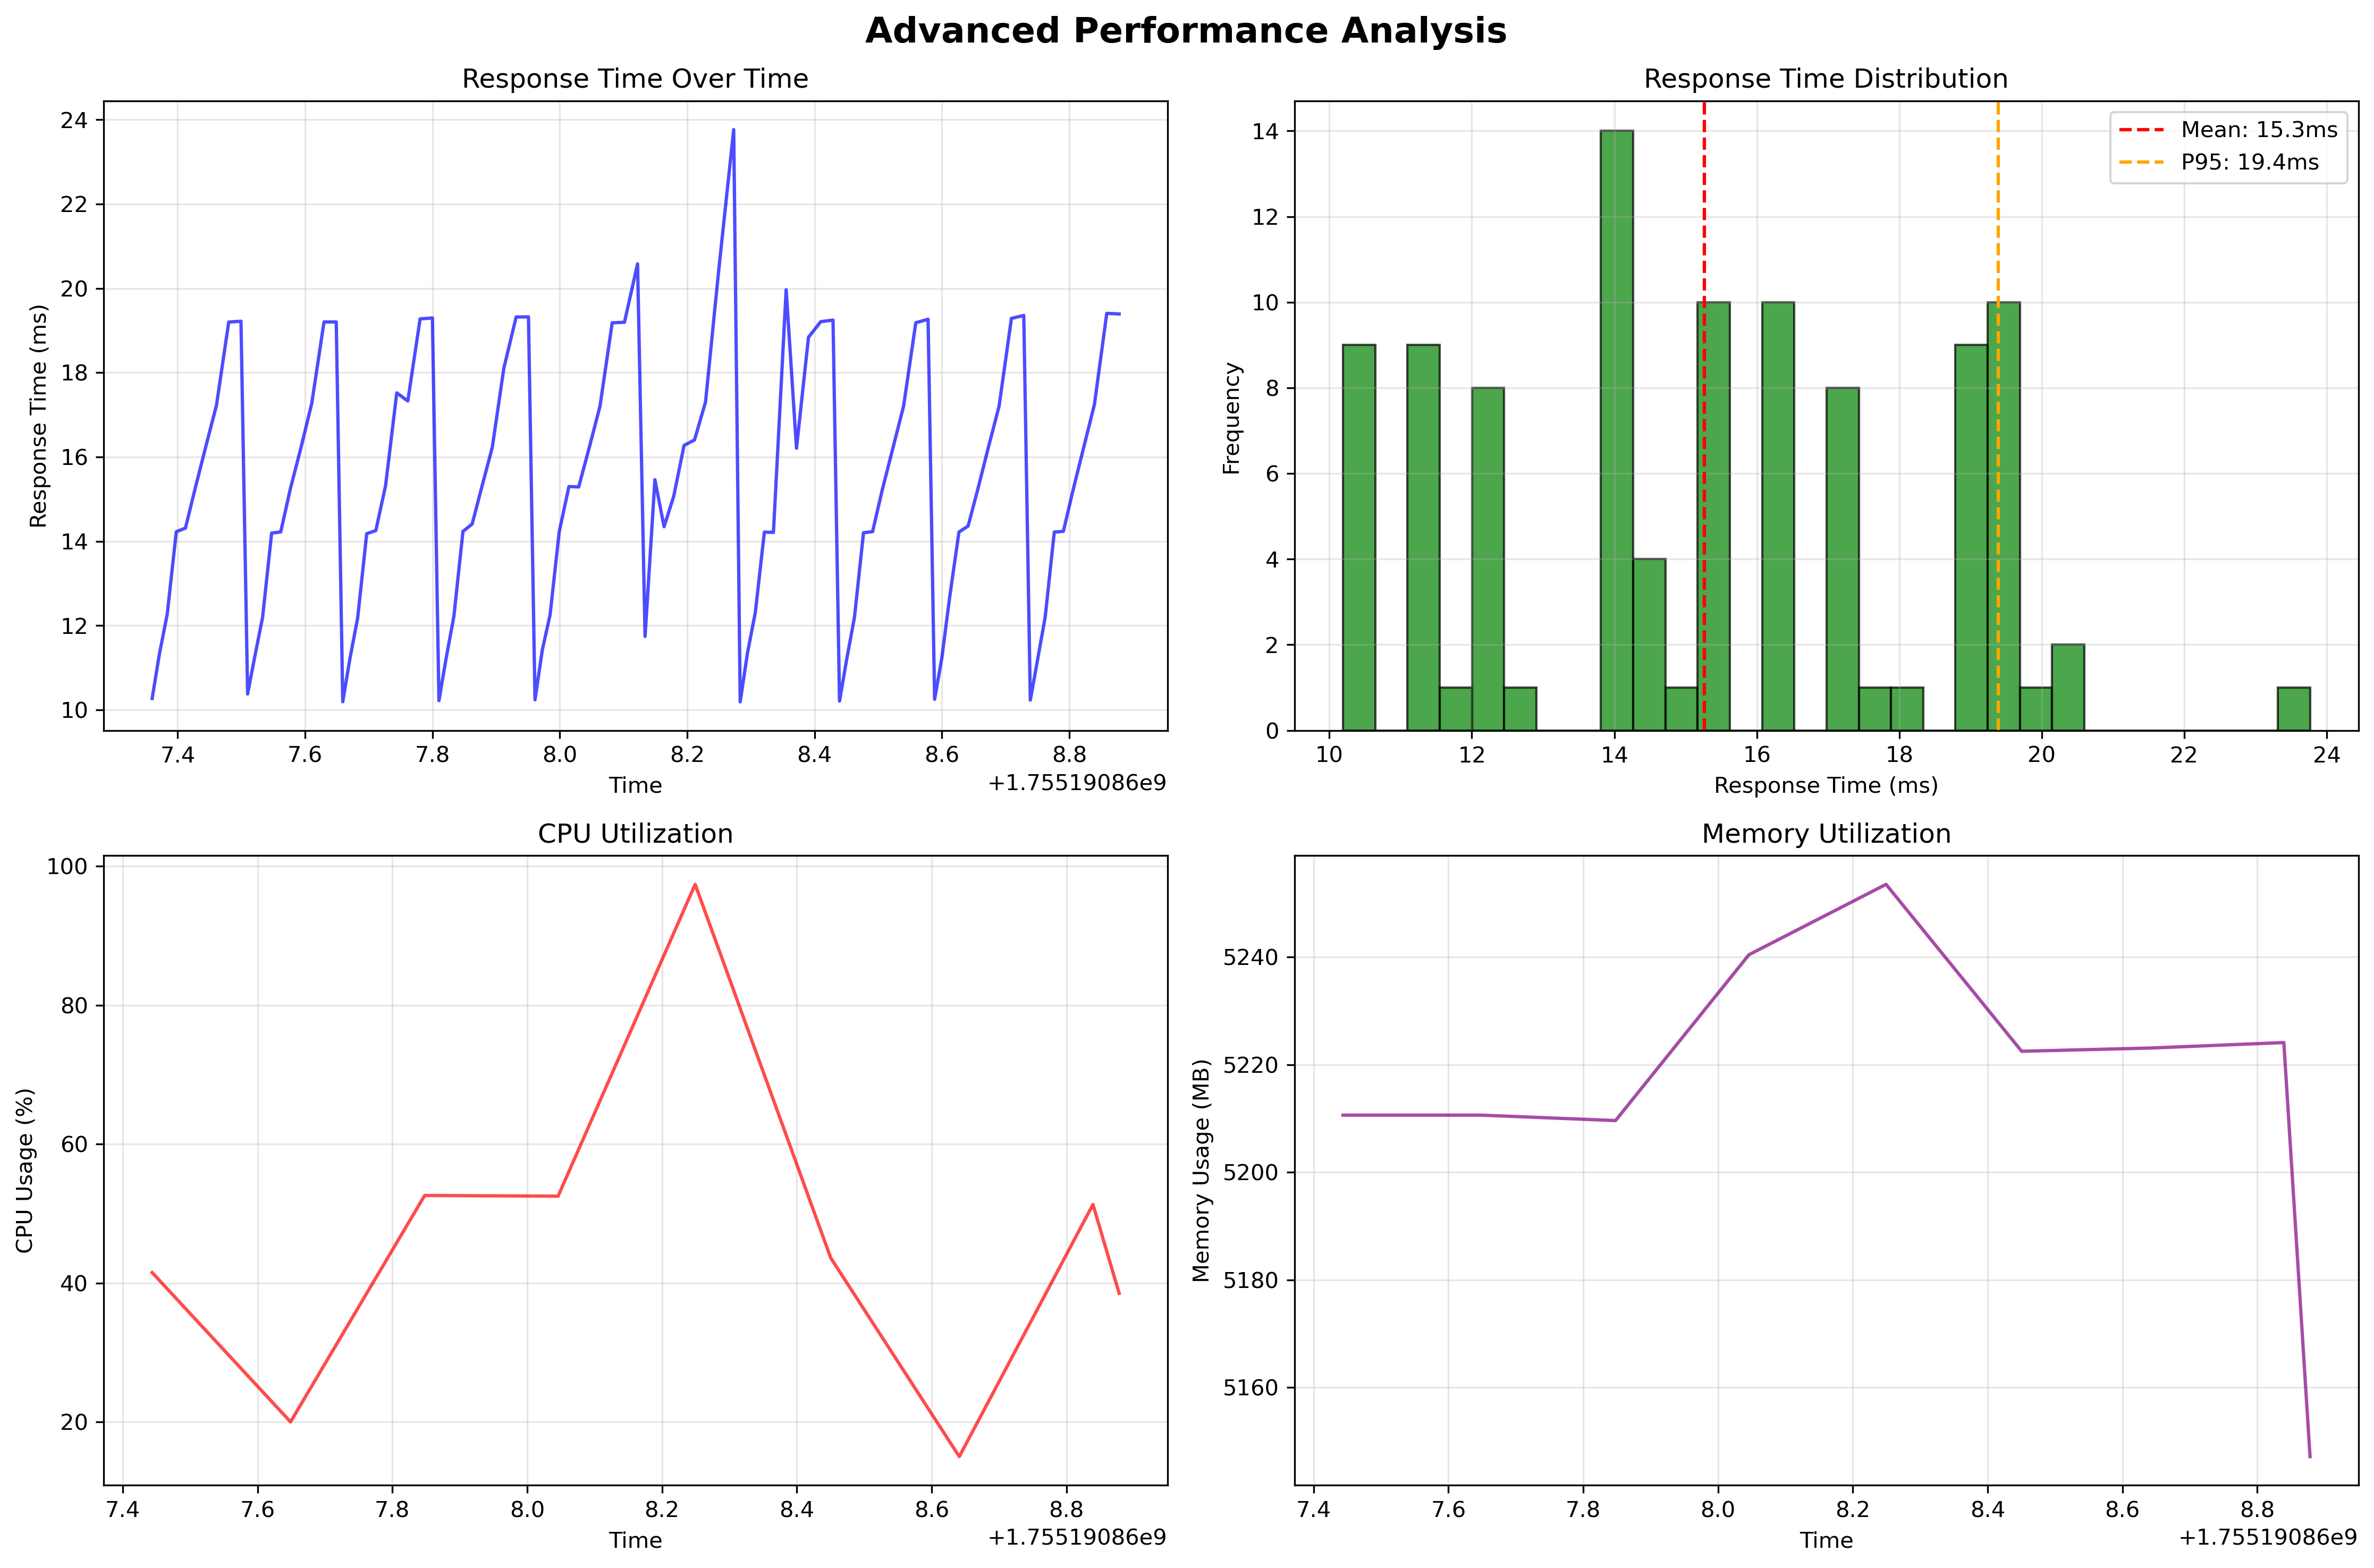 Advanced Performance Analysis
Response Time Over Time
Response Time (ms)
24
22
20
18
16
14
12
10
7.4 7.6 7.8 8.0 8.2 8.4 8.6 8.8
Time
+1.75519086e9
Response Time Distribution
Mean: 15.3ms
P95: 19.4ms
Frequency
14
12
10
8
6
4
2
0
10 12 14 16 18 20 22 24
Response Time (ms)
CPU Utilization
CPU Usage (%)
100
80
60
40
20
7.4 7.6 7.8 8.0 8.2 8.4 8.6 8.8
Time
+1.75519086e9
Memory Utilization
Memory Usage (MB)
5240
5220
5200
5180
5160
7.4 7.6 7.8 8.0 8.2 8.4 8.6 8.8
Time
+1.75519086e9